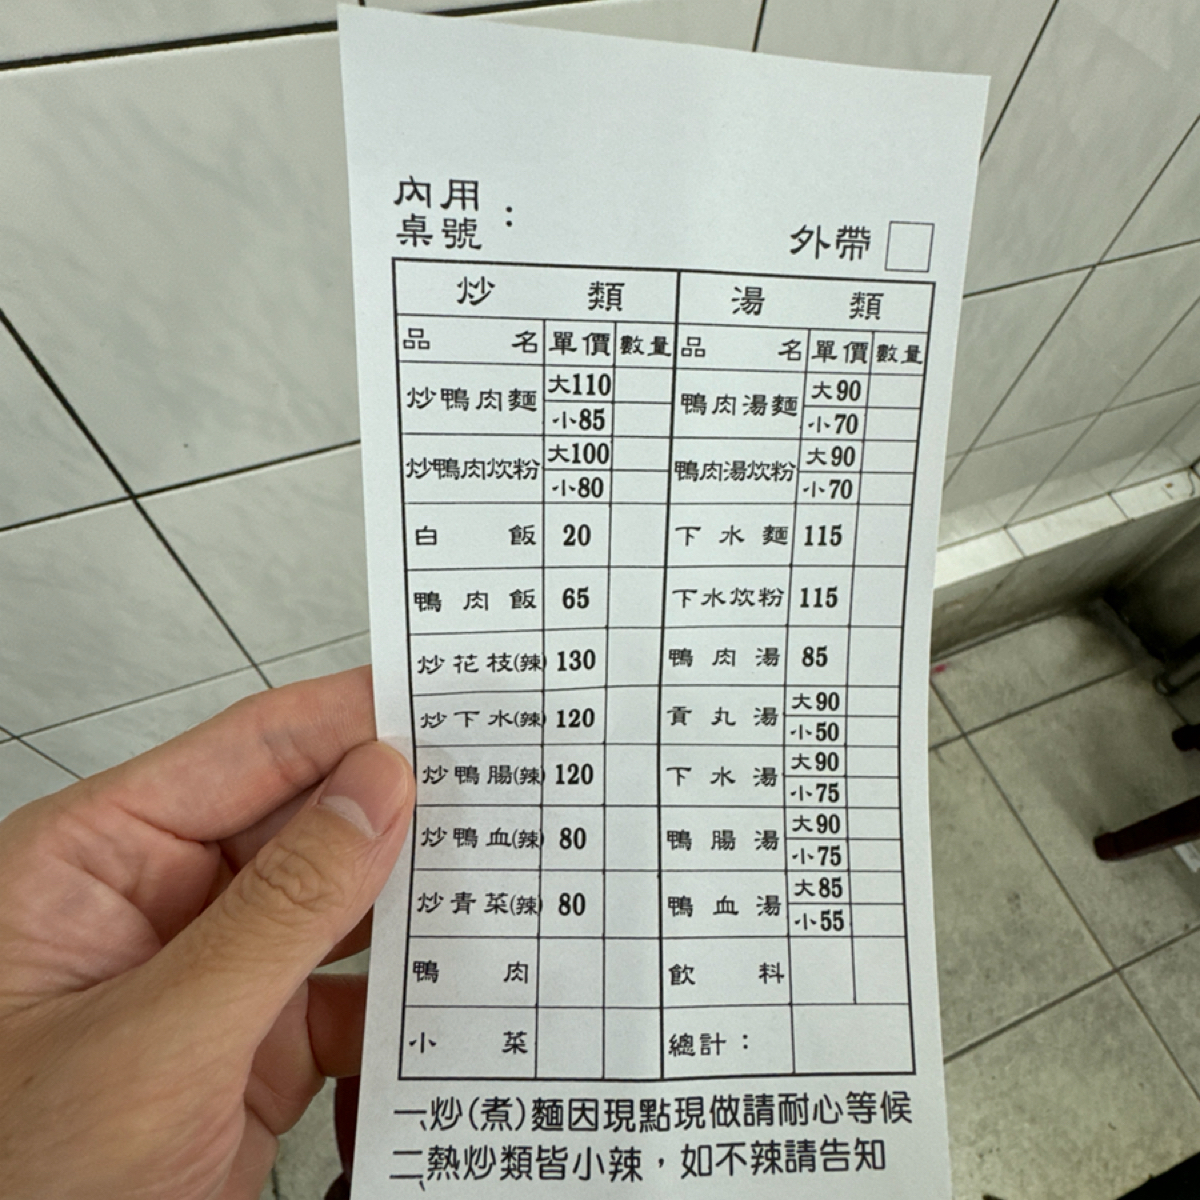 內用
桌號：
外帶
炒類 湯類
品名 單價 數量 品名 單價 數量
炒鴨肉麵 大110 小85 鴨肉湯麵 大90 小70
炒鴨肉炊粉 大100 小80 鴨肉湯炊粉 大90 小70
白飯 20 下水麵 115
鴨肉飯 65 下水炊粉 115
炒花枝(辣) 130 鴨肉湯 85
炒下水(辣) 120 貢丸湯 大90 小50
炒鴨腸(辣) 120 下水湯 大90 小75
炒鴨血(辣) 80 鴨腸湯 大90 小75
炒青菜(辣) 80 鴨血湯 大85 小55
鴨肉 飲料
小菜 總計：
一、炒(煮)麵因現點現做請耐心等候
二、熱炒類皆小辣，如不辣請告知